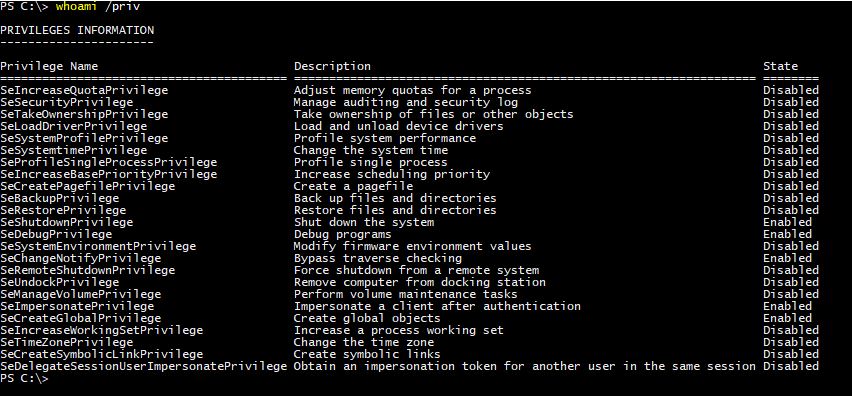 PS C:\> whoami /priv
PRIVILEGES INFORMATION
----------------------
Privilege Name Description State
========================================= ================================================================== ========
SeIncreaseQuotaPrivilege Adjust memory quotas for a process Disabled
SeSecurityPrivilege Manage auditing and security log Disabled
SeTakeOwnershipPrivilege Take ownership of files or other objects Disabled
SeLoadDriverPrivilege Load and unload device drivers Disabled
SeSystemProfilePrivilege Profile system performance Disabled
SeSystemtimePrivilege Change the system time Disabled
SeProfileSingleProcessPrivilege Profile single process Disabled
SeIncreaseBasePriorityPrivilege Increase scheduling priority Disabled
SeCreatePagefilePrivilege Create a pagefile Disabled
SeBackupPrivilege Back up files and directories Disabled
SeRestorePrivilege Restore files and directories Disabled
SeShutdownPrivilege Shut down the system Enabled
SeDebugPrivilege Debug programs Enabled
SeSystemEnvironmentPrivilege Modify firmware environment values Disabled
SeChangeNotifyPrivilege Bypass traverse checking Enabled
SeRemoteShutdownPrivilege Force shutdown from a remote system Disabled
SeUndockPrivilege Remove computer from docking station Disabled
SeManageVolumePrivilege Perform volume maintenance tasks Disabled
SeImpersonatePrivilege Impersonate a client after authentication Enabled
SeCreateGlobalPrivilege Create global objects Enabled
SeIncreaseWorkingSetPrivilege Increase a process working set Disabled
SeTimeZonePrivilege Change the time zone Disabled
SeCreateSymbolicLinkPrivilege Create symbolic links Disabled
SeDelegateSessionUserImpersonatePrivilege Obtain an impersonation token for another user in the same session Disabled
PS C:\>